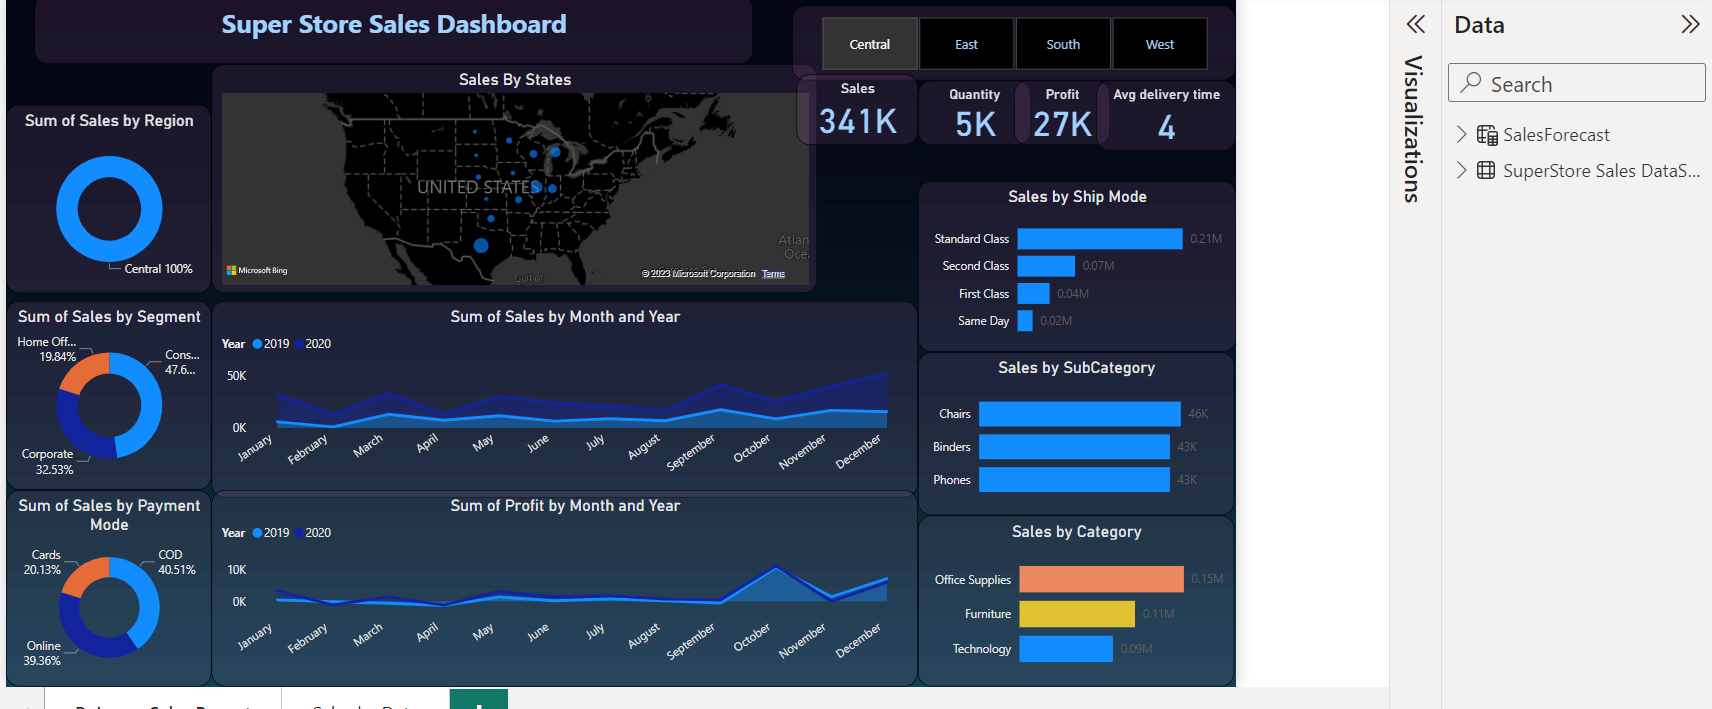 Super Store Sales Dashboard
Central
East
South
West
Sales
341K
Quantity
5K
Profit
27K
Avg delivery time
4
Sum of Sales by Region
Central 100%
Sales By States
UNITED STATES
Atlan
Oce
Gulf of
Microsoft Bing
© 2023 Microsoft Corporation Terms
Sales by Ship Mode
Standard Class 0.21M
Second Class 0.07M
First Class 0.04M
Same Day 0.02M
Sum of Sales by Segment
Home Off...
19.84%
Cons...
47.6...
Corporate
32.53%
Sum of Sales by Month and Year
Year 2019 2020
50K
0K
January
February
March
April
May
June
July
August
September
October
November
December
Sales by SubCategory
Chairs 46K
Binders 43K
Phones 43K
Sum of Sales by Payment
Mode
Cards
20.13%
COD
40.51%
Online
39.36%
Sum of Profit by Month and Year
Year 2019 2020
10K
0K
January
February
March
April
May
June
July
August
September
October
November
December
Sales by Category
Office Supplies 0.15M
Furniture 0.11M
Technology 0.09M
Visualizations
Data
Search
SalesForecast
SuperStore Sales DataS...